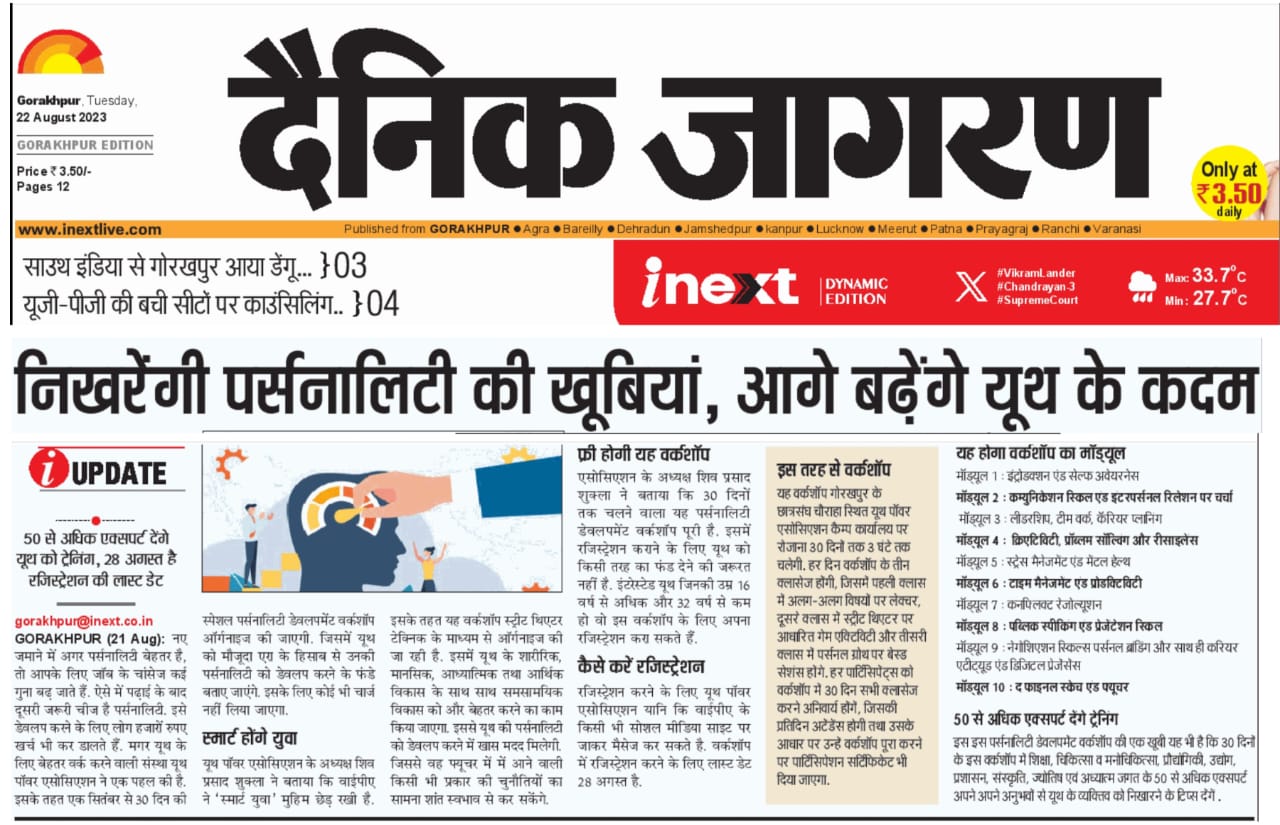 Gorakhpur, Tuesday,
22 August 2023
GORAKHPUR EDITION
Price ₹ 3.50/-
Pages 12
दैनिक जागरण
Only at
₹3.50
daily
www.inextlive.com
Published from GORAKHPUR ● Agra ● Bareilly ● Dehradun ● Jamshedpur ● kanpur ● Lucknow ● Meerut ● Patna ● Prayagraj ● Ranchi ● Varanasi
साउथ इंडिया से गोरखपुर आया डेंगू... }03
यूजी-पीजी की बची सीटों पर काउंसिलिंग.. }04
inext
DYNAMIC
EDITION
X
#VikramLander
#Chandrayan-3
#SupremeCourt
Max: 33.7°C
Min: 27.7°C
निखरेंगी पर्सनालिटी की खूबियां, आगे बढ़ेंगे यूथ के कदम
i UPDATE
50 से अधिक एक्सपर्ट देंगे
यूथ को ट्रेनिंग, 28 अगस्त है
रजिस्ट्रेशन की लास्ट डेट
gorakhpur@inext.co.in
GORAKHPUR (21 Aug): नए
जमाने में अगर पर्सनालिटी बेहतर है,
तो आपके लिए जॉब के चांसेज कई
गुना बढ़ जाते हैं. ऐसे में पढ़ाई के बाद
दूसरी जरूरी चीज है पर्सनालिटी. इसे
डेवलप करने के लिए लोग हजारों रुपए
खर्च भी कर डालते हैं. मगर यूथ के
लिए बेहतर वर्क करने वाली संस्था यूथ
पॉवर एसोसिएशन ने एक पहल की है.
इसके तहत एक सितंबर से 30 दिन की
स्पेशल पर्सनालिटी डेवलपमेंट वर्कशॉप
ऑर्गनाइज की जाएगी. जिसमें यूथ
को मौजूदा एरा के हिसाब से उनकी
पर्सनालिटी को डेवलप करने के फंडे
बताए जाएंगे. इसके लिए कोई भी चार्ज
नहीं लिया जाएगा.
स्मार्ट होंगे युवा
यूथ पॉवर एसोसिएशन के अध्यक्ष शिव
प्रसाद शुक्ला ने बताया कि वाईपीए
ने 'स्मार्ट युवा' मुहिम छेड़ रखी है.
इसके तहत यह वर्कशॉप स्ट्रीट थिएटर
टेक्निक के माध्यम से ऑर्गनाइज की
जा रही है. इसमें यूथ के शारीरिक,
मानसिक, आध्यात्मिक तथा आर्थिक
विकास के साथ साथ समसामयिक
विकास को और बेहतर करने का काम
किया जाएगा. इससे यूथ की पर्सनालिटी
को डेवलप करने में खास मदद मिलेगी.
जिससे वह फ्यूचर में में आने वाली
किसी भी प्रकार की चुनौतियों का
सामना शांत स्वभाव से कर सकेंगे.
फ्री होगी यह वर्कशॉप
एसोसिएशन के अध्यक्ष शिव प्रसाद
शुक्ला ने बताया कि 30 दिनों
तक चलने वाला यह पर्सनालिटी
डेवलपमेंट वर्कशॉप पूरी है. इसमें
रजिस्ट्रेशन कराने के लिए यूथ को
किसी तरह का फंड देने की जरूरत
नहीं है. इंटरेस्टेड यूथ जिनकी उम्र 16
वर्ष से अधिक और 32 वर्ष से कम
हो वो इस वर्कशॉप के लिए अपना
रजिस्ट्रेशन करा सकते हैं.
कैसे करें रजिस्ट्रेशन
रजिस्ट्रेशन करने के लिए यूथ पॉवर
एसोसिएशन यानि कि वाईपीए के
किसी भी सोशल मीडिया साइट पर
जाकर मैसेज कर सकते है. वर्कशॉप
में रजिस्ट्रेशन करने के लिए लास्ट डेट
28 अगस्त है.
इस तरह से वर्कशॉप
यह वर्कशॉप गोरखपुर के
छात्रसंघ चौराहा स्थित यूथ पॉवर
एसोसिएशन कैम्प कार्यालय पर
रोजाना 30 दिनों तक 3 घंटे तक
चलेगी. हर दिन वर्कशॉप के तीन
क्लासेज होंगी, जिसमें पहली क्लास
में अलग-अलग विषयों पर लेक्चर,
दूसरे क्लास में स्ट्रीट थिएटर पर
आधारित गेम एक्टिविटी और तीसरी
क्लास में पर्सनल ग्रोथ पर बेस्ड
सेशंस होंगे. हर पार्टिसिपेट्स को
वर्कशॉप में 30 दिन सभी क्लासेज
करने अनिवार्य होंगे, जिसकी
प्रतिदिन अटेंडेंस होगी तथा उसके
आधार पर उन्हें वर्कशॉप पूरा करने
पर पार्टिसिपेशन सर्टिफिकेट भी
दिया जाएगा.
यह होगा वर्कशॉप का मॉड्यूल
मॉड्यूल 1 : इंट्रोडक्शन एंड सेल्फ अवेयरनेस
मॉड्यूल 2 : कम्युनिकेशन स्किल एंड इंटरपर्सनल रिलेशन पर चर्चा
मॉड्यूल 3 : लीडरशिप, टीम वर्क, कॅरियर प्लानिंग
मॉड्यूल 4 : क्रिएटिविटी, प्रॉब्लम सॉल्विंग और रीसाइलेंस
मॉड्यूल 5 : स्ट्रेस मैनेजमेंट एंड मेंटल हेल्थ
मॉड्यूल 6 : टाइम मैनेजमेंट एंड प्रोडक्टिविटी
मॉड्यूल 7 : कनफ्लिक्ट रेजोल्यूशन
मॉड्यूल 8 : पब्लिक स्पीकिंग एंड प्रेजेंटेशन स्किल
मॉड्यूल 9 : नेगोशिएशन स्किल्स पर्सनल ब्रांडिंग और साथ ही करियर
एटीट्यूड एंड डिजिटल प्रेजेंसेस
मॉड्यूल 10 : द फाइनल स्केच एंड फ्यूचर
50 से अधिक एक्सपर्ट देंगे ट्रेनिंग
इस इस पर्सनालिटी डेवलपमेंट वर्कशॉप की एक खूबी यह भी है कि 30 दिनों
के इस वर्कशॉप में शिक्षा, चिकित्सा व मनोचिकित्सा, प्रौद्योगिकी, उद्योग,
प्रशासन, संस्कृति, ज्योतिष एवं अध्यात्म जगत के 50 से अधिक एक्सपर्ट
अपने अपने अनुभवों से यूथ के व्यक्तिव को निखारने के टिप्स देंगे .